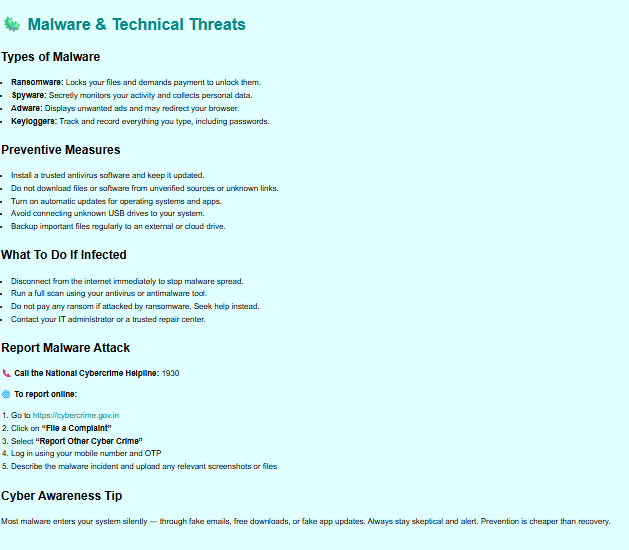 Malware & Technical Threats
Types of Malware
Ransomware: Locks your files and demands payment to unlock them.
Spyware: Secretly monitors your activity and collects personal data.
Adware: Displays unwanted ads and may redirect your browser.
Keyloggers: Track and record everything you type, including passwords.
Preventive Measures
Install a trusted antivirus software and keep it updated.
Do not download files or software from unverified sources or unknown links.
Turn on automatic updates for operating systems and apps.
Avoid connecting unknown USB drives to your system.
Backup important files regularly to an external or cloud drive.
What To Do If Infected
Disconnect from the internet immediately to stop malware spread.
Run a full scan using your antivirus or antimalware tool.
Do not pay any ransom if attacked by ransomware. Seek help instead.
Contact your IT administrator or a trusted repair center.
Report Malware Attack
Call the National Cybercrime Helpline: 1930
To report online:
1. Go to https://cybercrime.gov.in
2. Click on “File a Complaint”
3. Select “Report Other Cyber Crime”
4. Log in using your mobile number and OTP
5. Describe the malware incident and upload any relevant screenshots or files
Cyber Awareness Tip
Most malware enters your system silently — through fake emails, free downloads, or fake app updates. Always stay skeptical and alert. Prevention is cheaper than recovery.